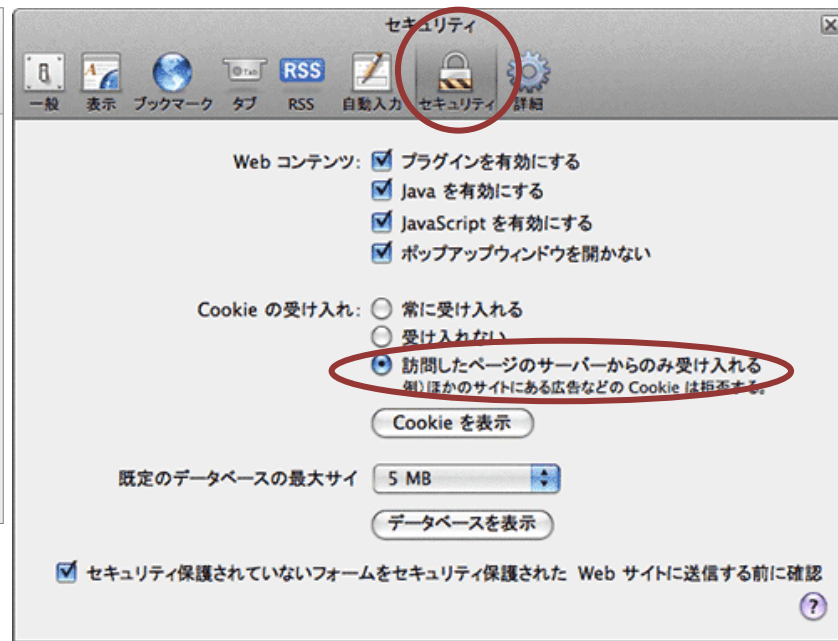 セキュリティ
Tab
RSS
一般 表示 ブックマーク タブ RSS 自動入力 セキュリティ 詳細
Web コンテンツ: プラグインを有効にする
Java を有効にする
JavaScript を有効にする
ポップアップウィンドウを開かない
Cookie の受け入れ: 常に受け入れる
受け入れない
訪問したページのサーバーからのみ受け入れる
例)ほかのサイトにある広告などの Cookie は拒否する。
Cookie を表示
既定のデータベースの最大サイ 5 MB
データベースを表示
セキュリティ保護されていないフォームをセキュリティ保護された Web サイトに送信する前に確認
?